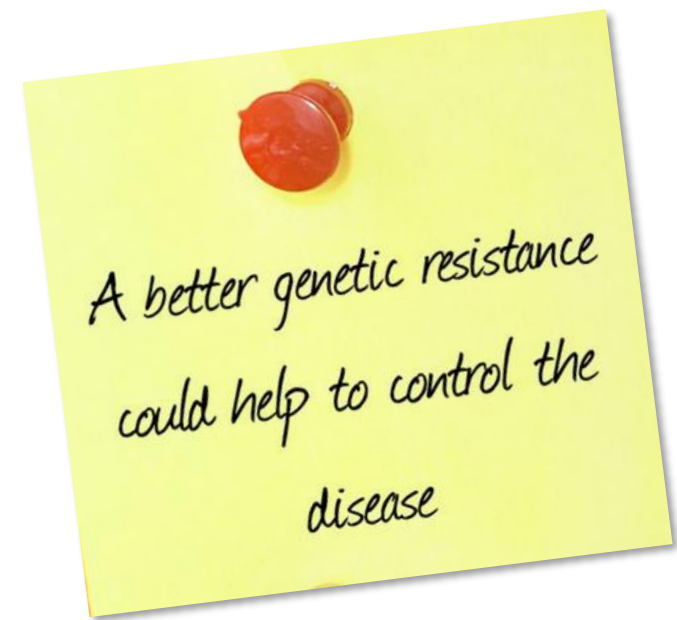 A better genetic resistance
could help to control the
disease